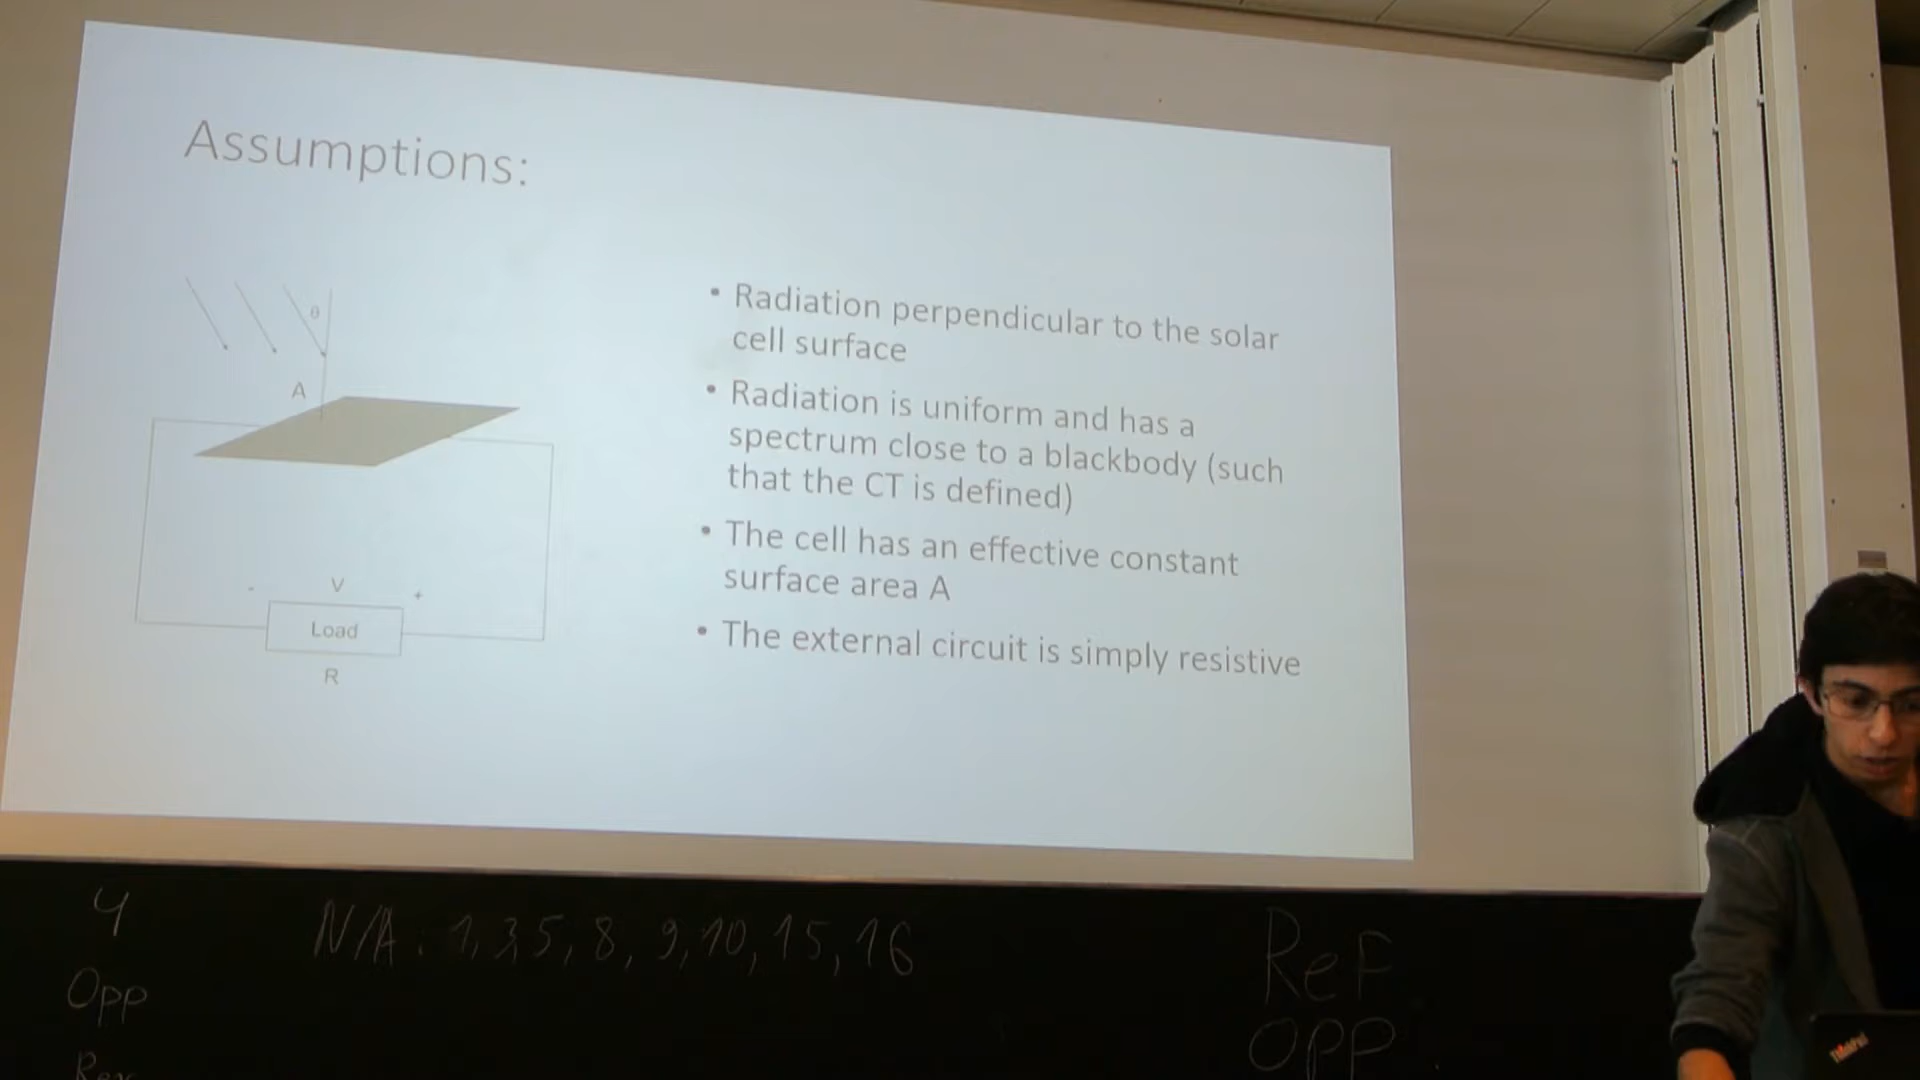 Assumptions:
θ
A
V
- +
Load
R
• Radiation perpendicular to the solar
cell surface
• Radiation is uniform and has a
spectrum close to a blackbody (such
that the CT is defined)
• The cell has an effective constant
surface area A
• The external circuit is simply resistive
4
N/A: 1, 3, 5, 8, 9, 10, 15, 16
Opp
Ref
Opp
ThinkPad